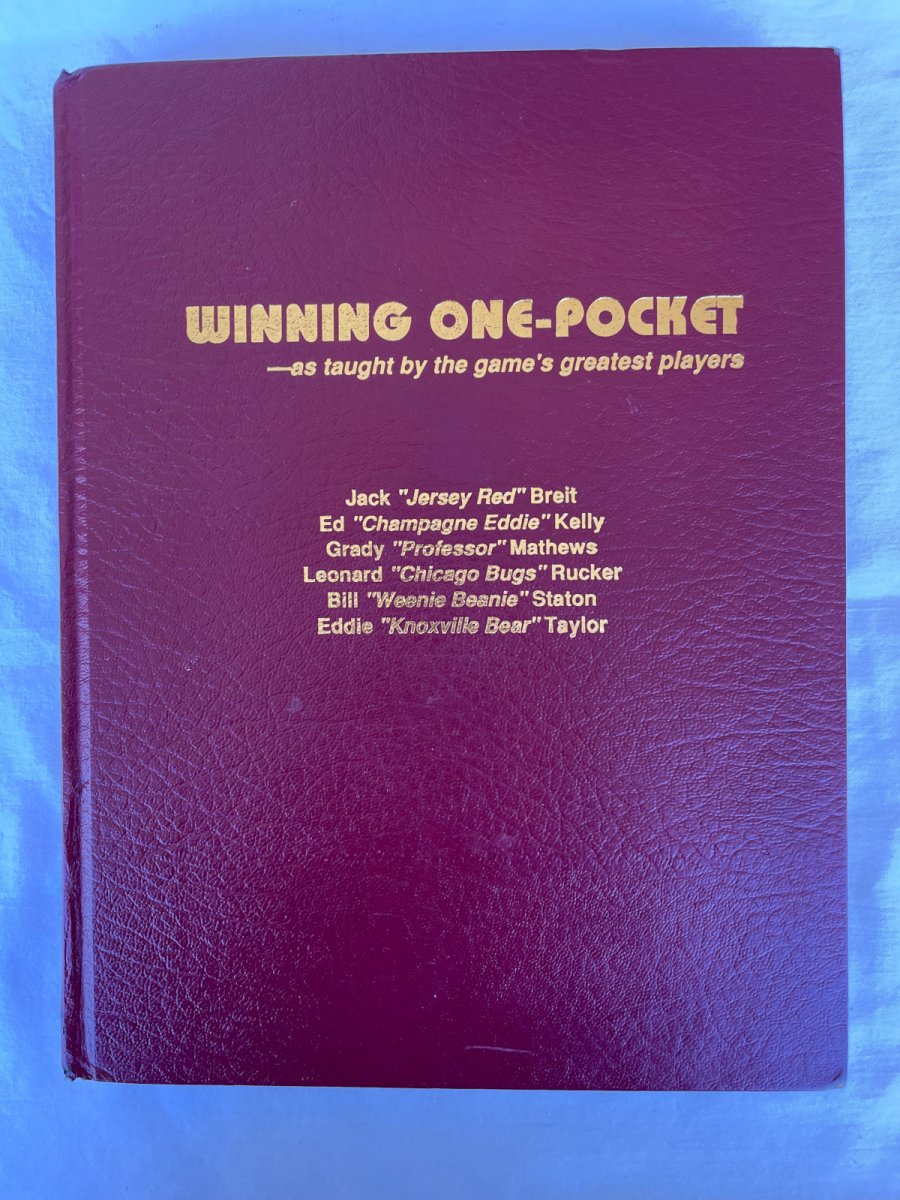 WINNING ONE-POCKET
—as taught by the game's greatest players
Jack "Jersey Red" Breit
Ed "Champagne Eddie" Kelly
Grady "Professor" Mathews
Leonard "Chicago Bugs" Rucker
Bill "Weenie Beanie" Staton
Eddie "Knoxville Bear" Taylor